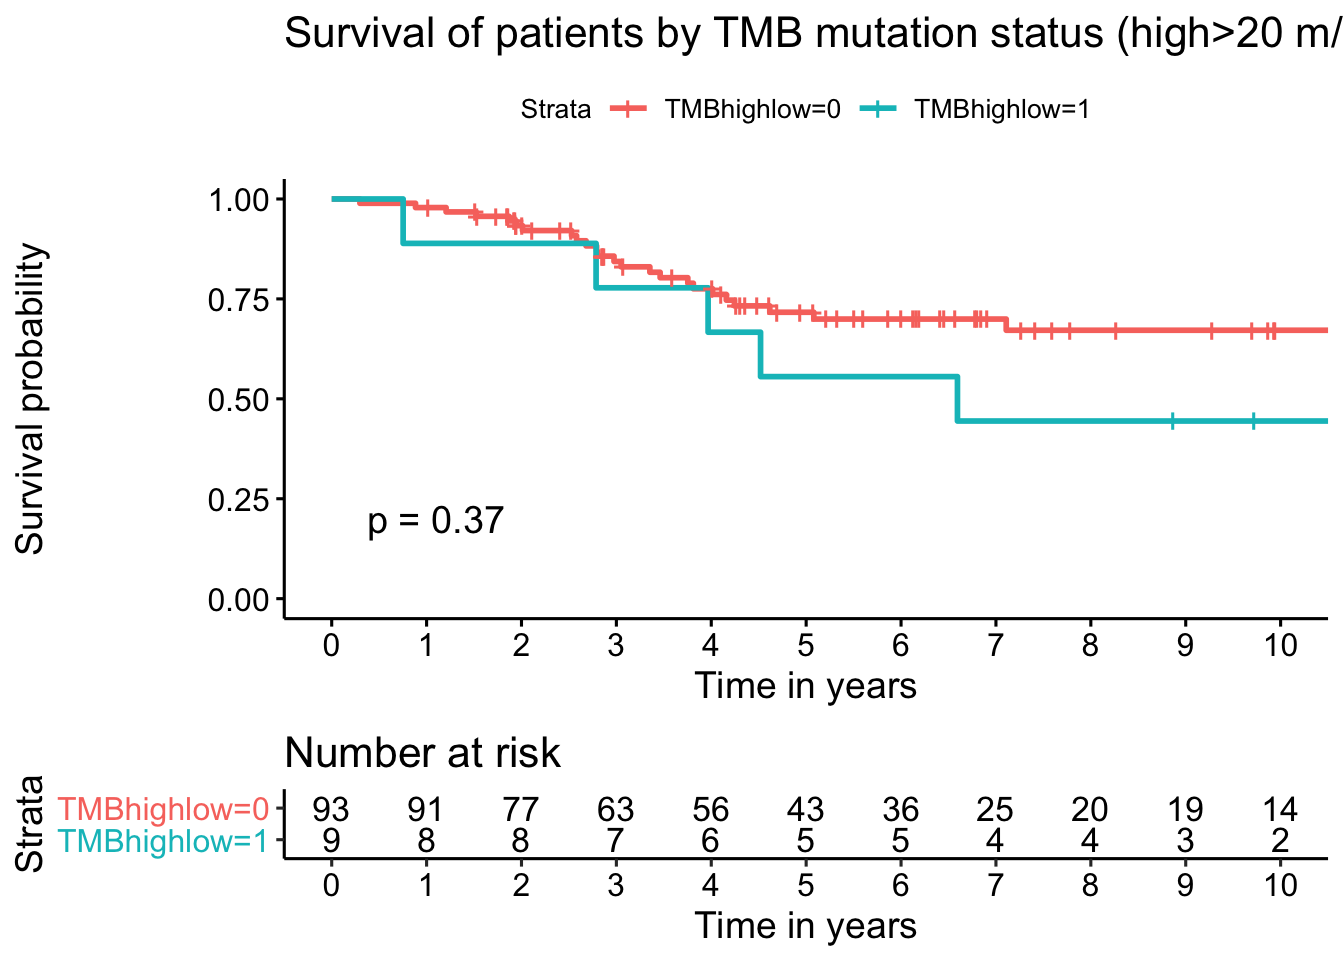 Survival of patients by TMB mutation status (high>20 m/
Strata TMBhighlow=0 TMBhighlow=1
Survival probability
1.00
0.75
0.50
0.25
0.00
p = 0.37
0 1 2 3 4 5 6 7 8 9 10
Time in years
Number at risk
Strata
TMBhighlow=0 93 91 77 63 56 43 36 25 20 19 14
TMBhighlow=1 9 8 8 7 6 5 5 4 4 3 2
0 1 2 3 4 5 6 7 8 9 10
Time in years